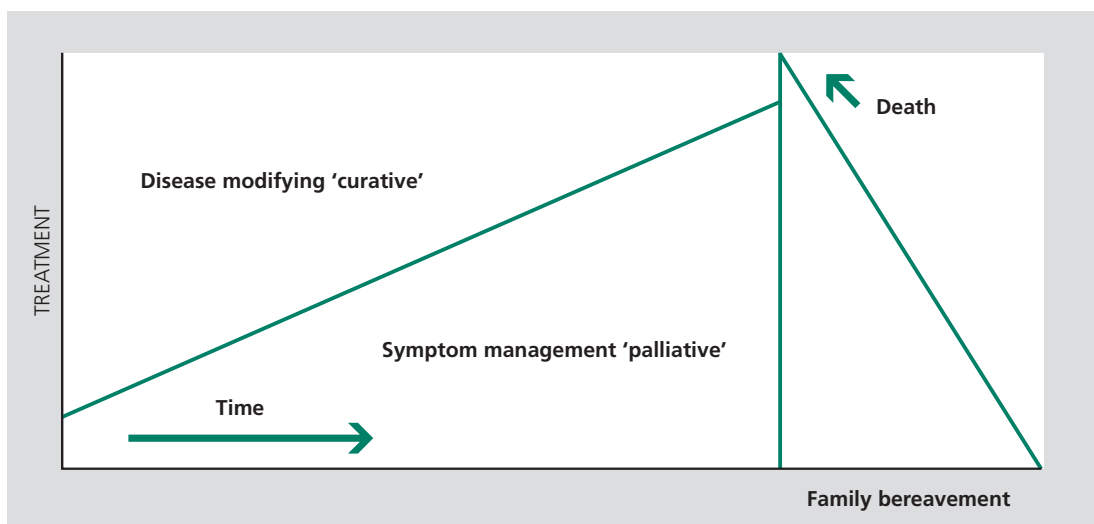 Death
Disease modifying ‘curative’
TREATMENT
Symptom management ‘palliative’
Time
Family bereavement